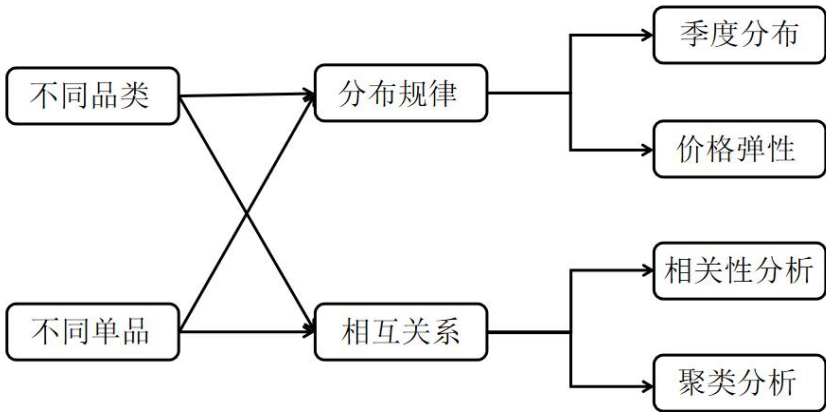 不同品类
不同单品
分布规律
相互关系
季度分布
价格弹性
相关性分析
聚类分析